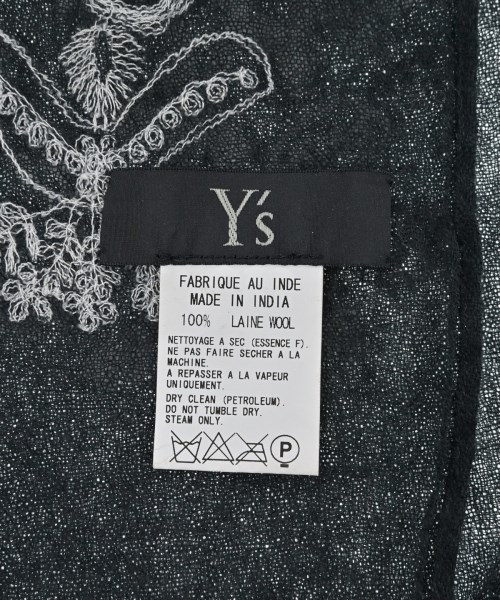 Y's
FABRIQUE AU INDE
MADE IN INDIA
100% LAINE WOOL
NETTOYAGE A SEC (ESSENCE F).
NE PAS FAIRE SECHER A LA
MACHINE.
A REPASSER A LA VAPEUR
UNIQUEMENT.
DRY CLEAN (PETROLEUM).
DO NOT TUMBLE DRY.
STEAM ONLY.
P